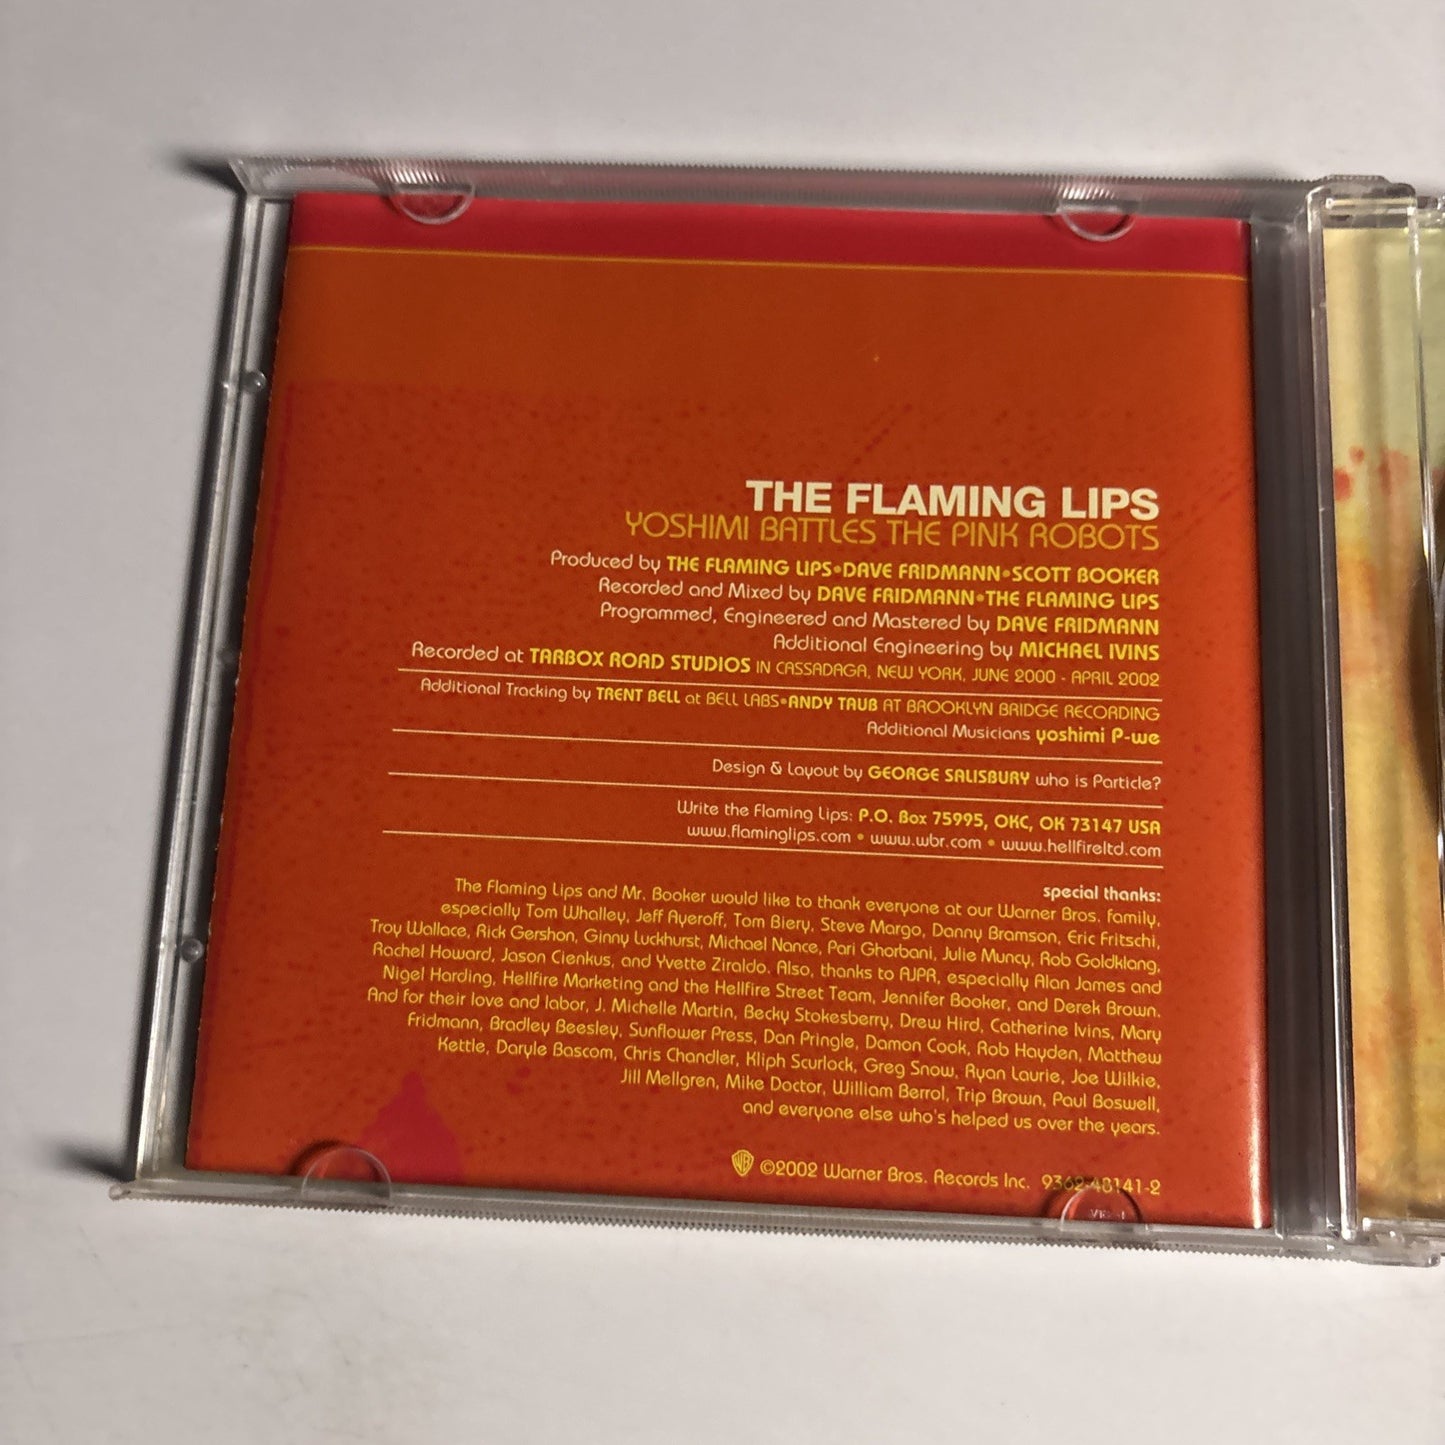 THE FLAMING LIPS
YOSHIMI BATTLES THE PINK ROBOTS
Produced by THE FLAMING LIPS•DAVE FRIDMANN•SCOTT BOOKER
Recorded and Mixed by DAVE FRIDMANN•THE FLAMING LIPS
Programmed, Engineered and Mastered by DAVE FRIDMANN
Additional Engineering by MICHAEL IVINS
Recorded at TARBOX ROAD STUDIOS IN CASSADAGA, NEW YORK, JUNE 2000 - APRIL 2002
Additional Tracking by TRENT BELL at BELL LABS•ANDY TAUB AT BROOKLYN BRIDGE RECORDING
Additional Musicians yoshimi P-we
Design & Layout by GEORGE SALISBURY who is Particle?
Write the Flaming Lips: P.O. Box 75995, OKC, OK 73147 USA
www.flaminglips.com • www.wbr.com • www.hellfireltd.com
special thanks:
The Flaming Lips and Mr. Booker would like to thank everyone at our Warner Bros. family,
especially Tom Whalley, Jeff Ayeroff, Tom Biery, Steve Margo, Danny Bramson, Eric Fritschi,
Troy Wallace, Rick Gershon, Ginny Luckhurst, Michael Nance, Pari Ghorbani, Julie Muncy, Rob Goldklang,
Rachel Howard, Jason Cienkus, and Yvette Ziraldo. Also, thanks to AJPR, especially Alan James and
Nigel Harding, Hellfire Marketing and the Hellfire Street Team, Jennifer Booker, and Derek Brown.
And for their love and labor, J. Michelle Martin, Becky Stokesberry, Drew Hird, Catherine Ivins, Mary
Fridmann, Bradley Beesley, Sunflower Press, Dan Pringle, Damon Cook, Rob Hayden, Matthew
Kettle, Daryle Bascom, Chris Chandler, Kliph Scurlock, Greg Snow, Ryan Laurie, Joe Wilkie,
Jill Mellgren, Mike Doctor, William Berrol, Trip Brown, Paul Boswell,
and everyone else who's helped us over the years.
©2002 Warner Bros. Records Inc. 9362-48141-2